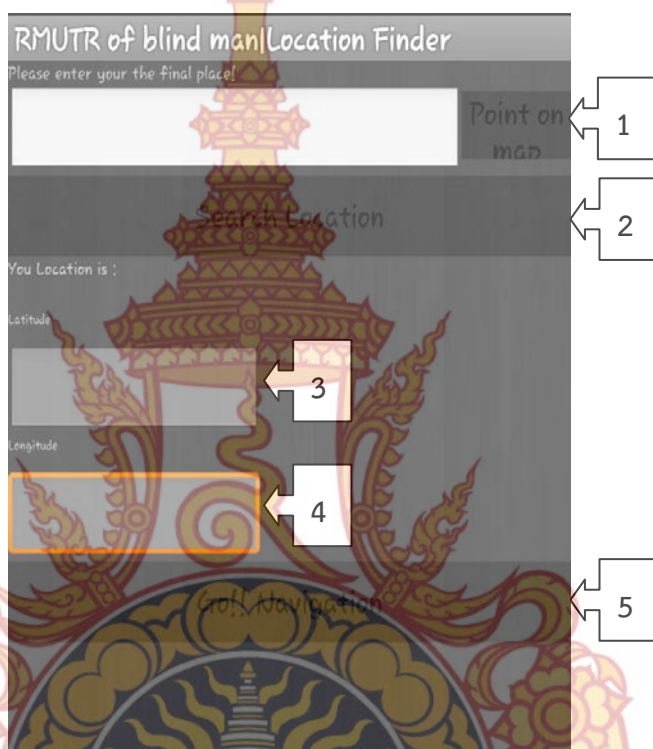 RMUTR of blind man|Location Finder
Please enter your the final place!
Point on
map
1
Search Location
2
You Location is :
Latitude
3
Longitude
4
Go!! Navigation
5